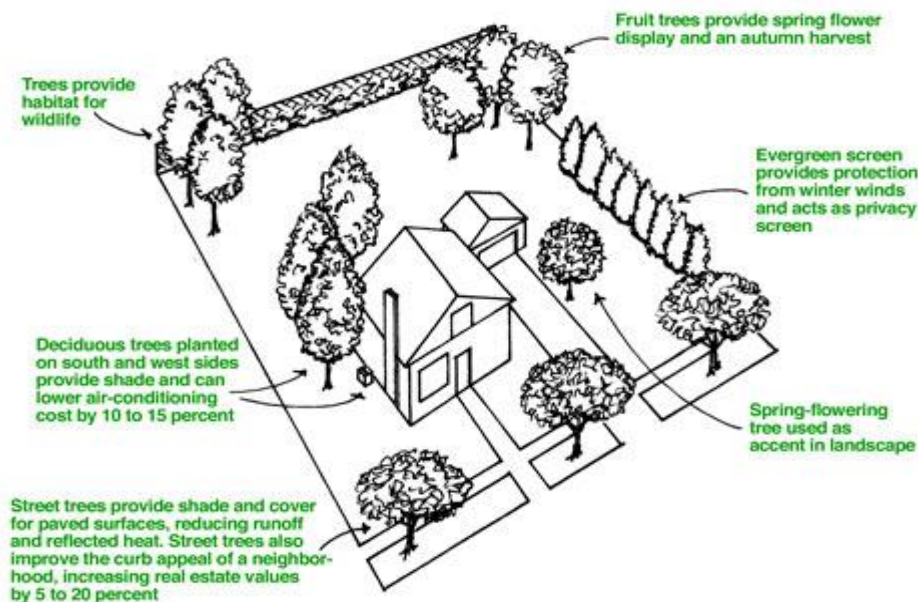 Fruit trees provide spring flower
display and an autumn harvest
Trees provide
habitat for
wildlife
Evergreen screen
provides protection
from winter winds
and acts as privacy
screen
Deciduous trees planted
on south and west sides
provide shade and can
lower air-conditioning
cost by 10 to 15 percent
Spring-flowering
tree used as
accent in landscape
Street trees provide shade and cover
for paved surfaces, reducing runoff
and reflected heat. Street trees also
improve the curb appeal of a neighbor-
hood, increasing real estate values
by 5 to 20 percent